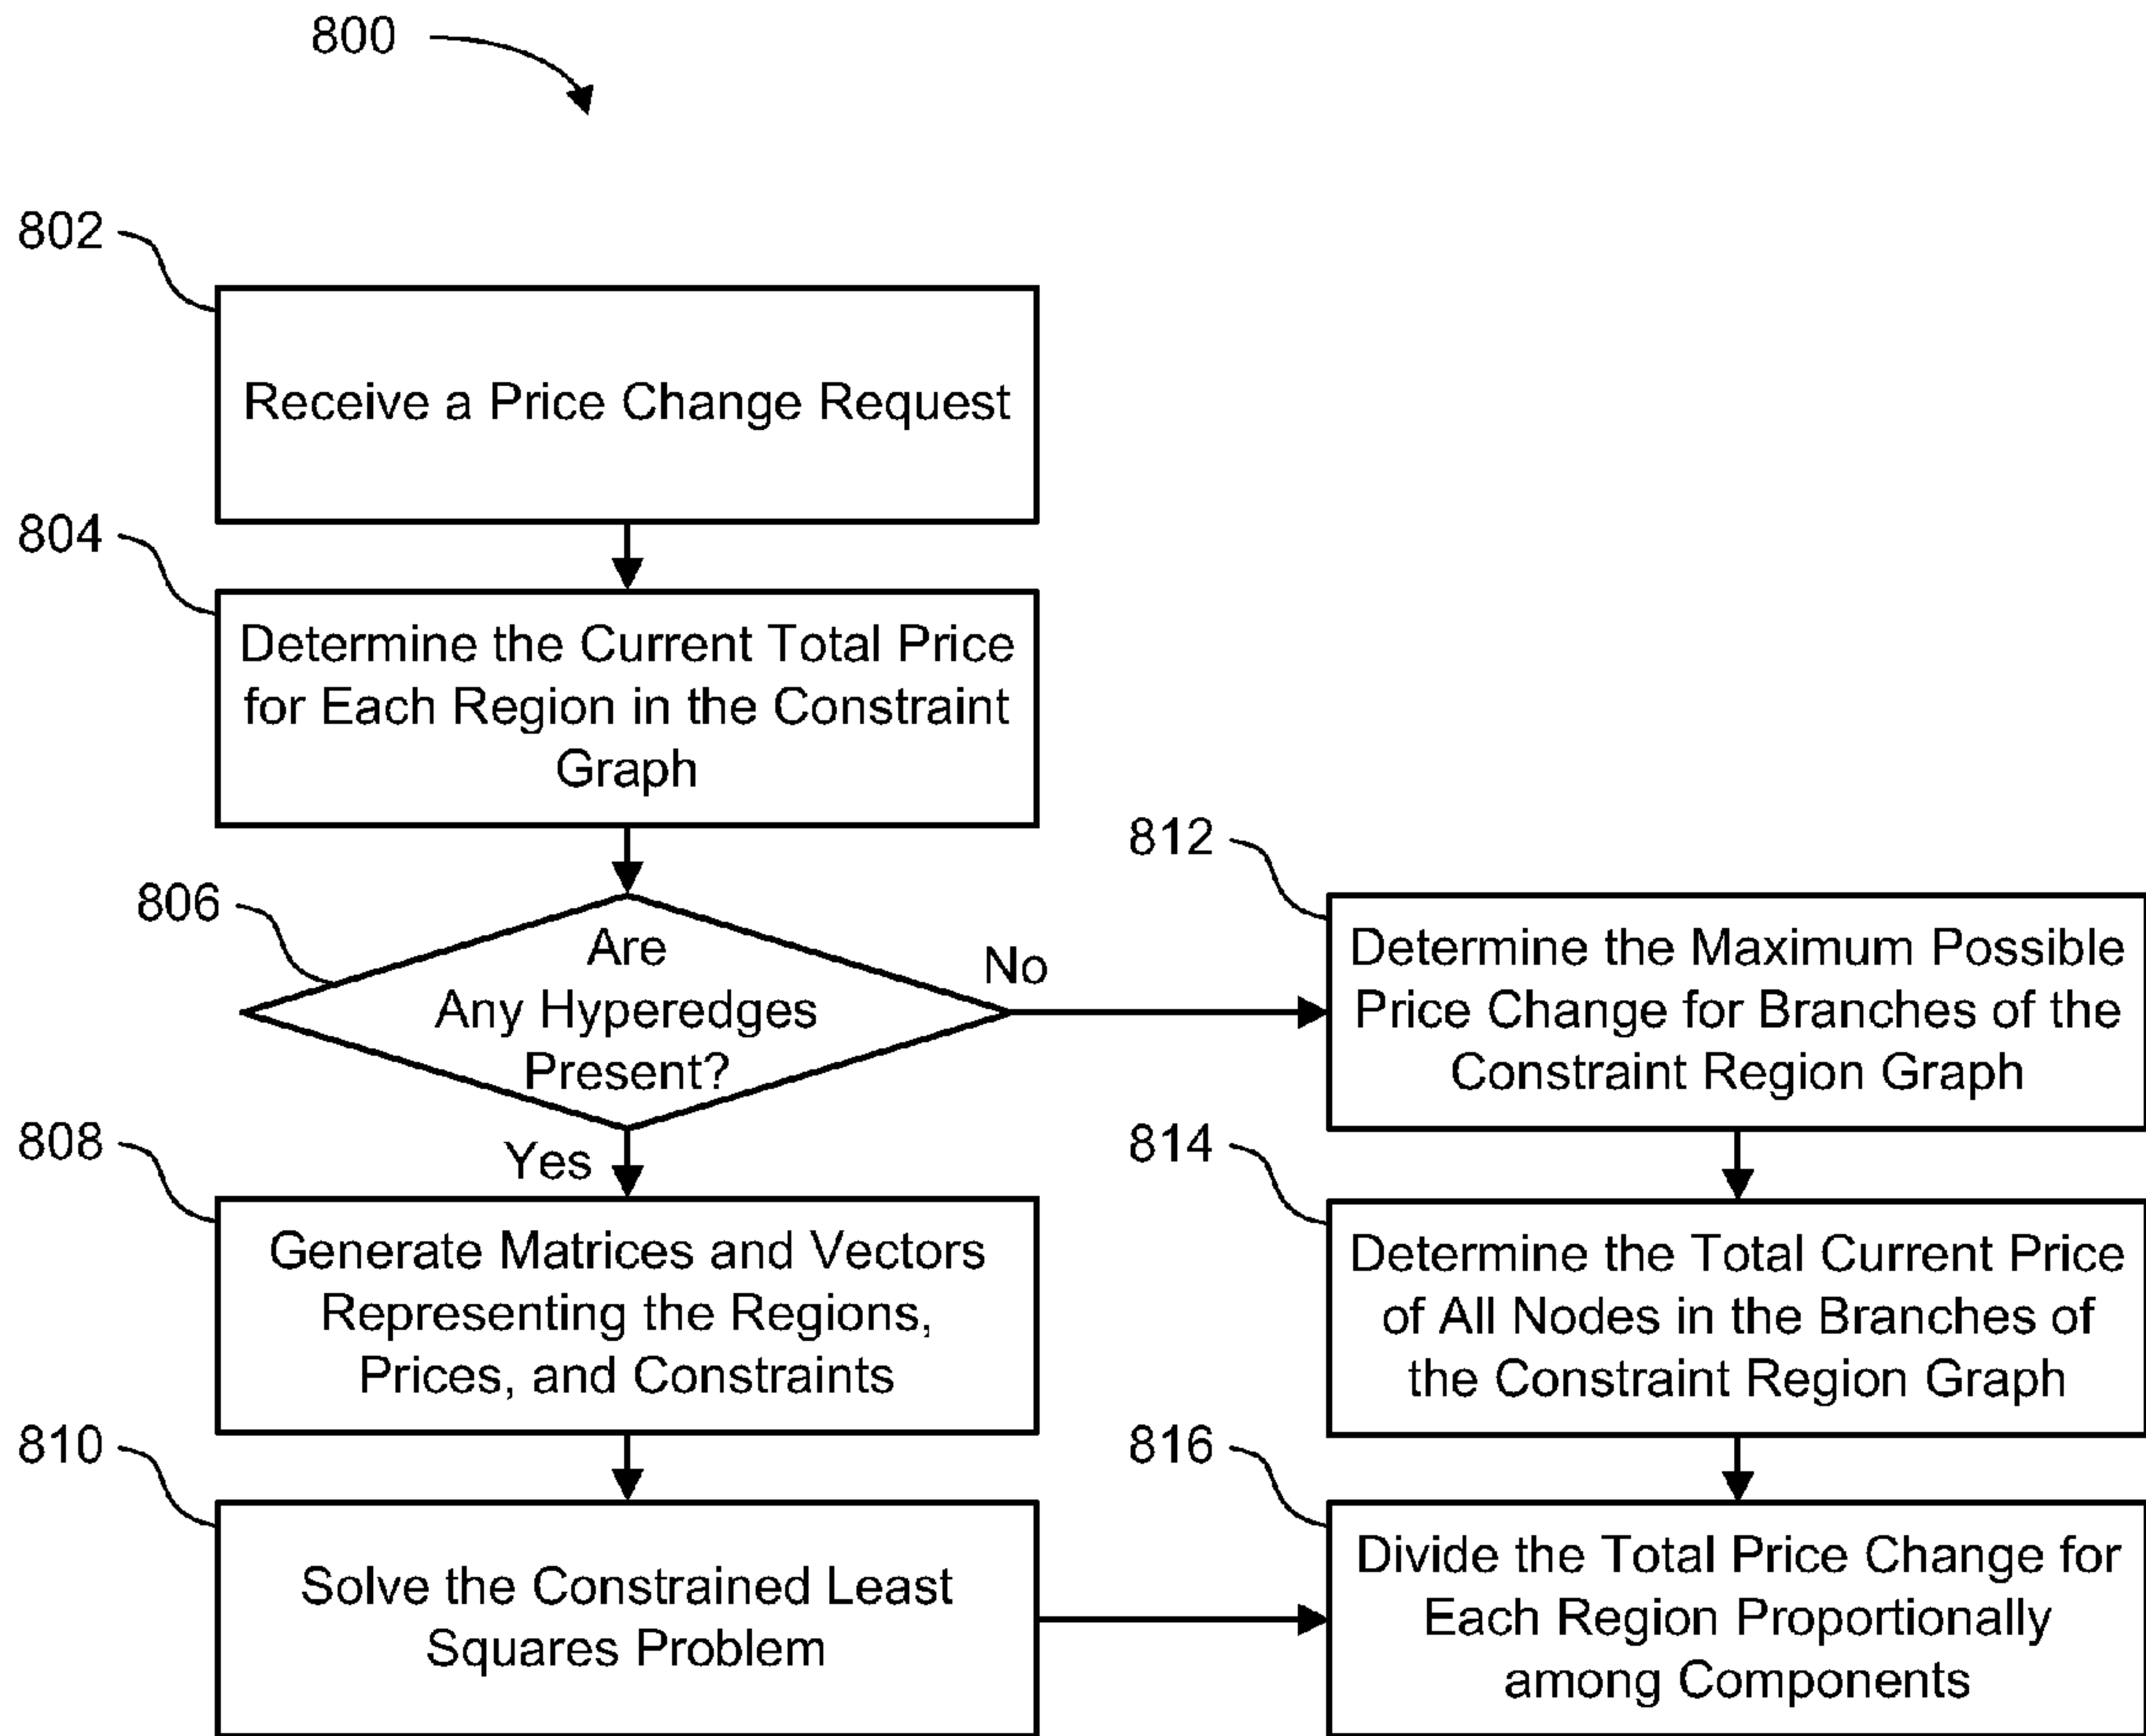 800
802
Receive a Price Change Request
804
Determine the Current Total Price
for Each Region in the Constraint
Graph
806
Are
Any Hyperedges
Present?
No
Yes
808
Generate Matrices and Vectors
Representing the Regions,
Prices, and Constraints
810
Solve the Constrained Least
Squares Problem
812
Determine the Maximum Possible
Price Change for Branches of the
Constraint Region Graph
814
Determine the Total Current Price
of All Nodes in the Branches of
the Constraint Region Graph
816
Divide the Total Price Change for
Each Region Proportionally
among Components